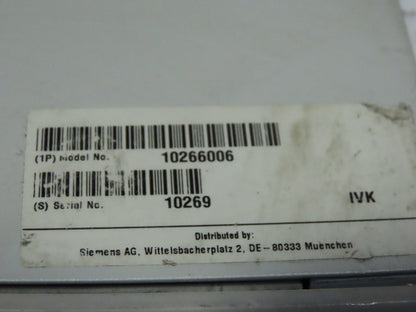 (1P) Model No. 10266006
(S) Serial No. 10269 IVK
Distributed by:
Siemens AG, Wittelsbacherplatz 2, DE-80333 Muenchen